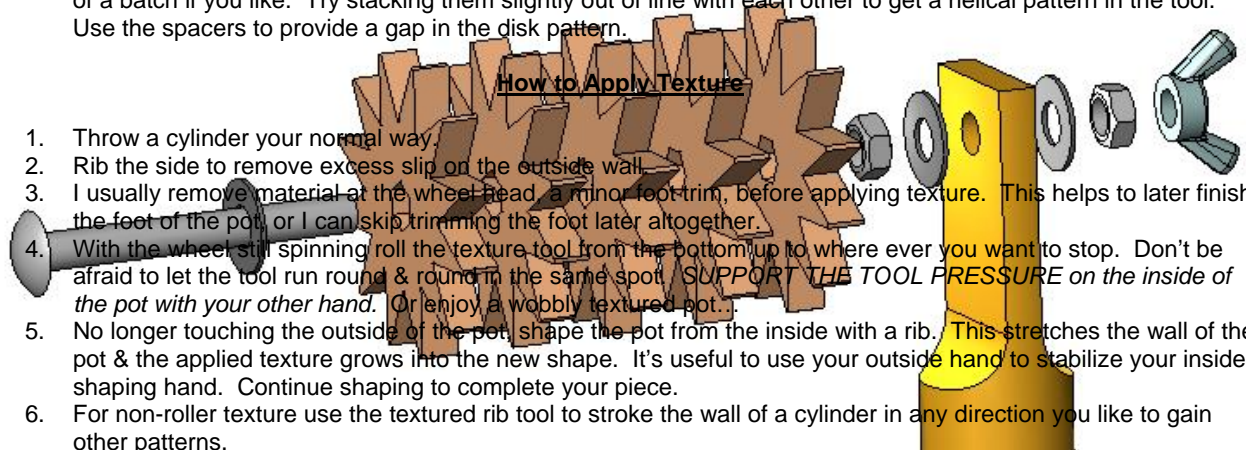 or a batch if you like. Try stacking them slightly out of line with each other to get a helical pattern in the tool.
Use the spacers to provide a gap in the disk pattern.
How to Apply Texture
1. Throw a cylinder your normal way.
2. Rib the side to remove excess slip on the outside wall.
3. I usually remove material at the wheel head, a minor foot trim, before applying texture. This helps to later finish
the foot of the pot, or I can skip trimming the foot later altogether.
4. With the wheel still spinning roll the texture tool from the bottom up to where ever you want to stop. Don't be
afraid to let the tool run round & round in the same spot. SUPPORT THE TOOL PRESSURE on the inside of
the pot with your other hand. Or enjoy a wobbly textured pot…
5. No longer touching the outside of the pot, shape the pot from the inside with a rib. This stretches the wall of the
pot & the applied texture grows into the new shape. It's useful to use your outside hand to stabilize your inside
shaping hand. Continue shaping to complete your piece.
6. For non-roller texture use the textured rib tool to stroke the wall of a cylinder in any direction you like to gain
other patterns.